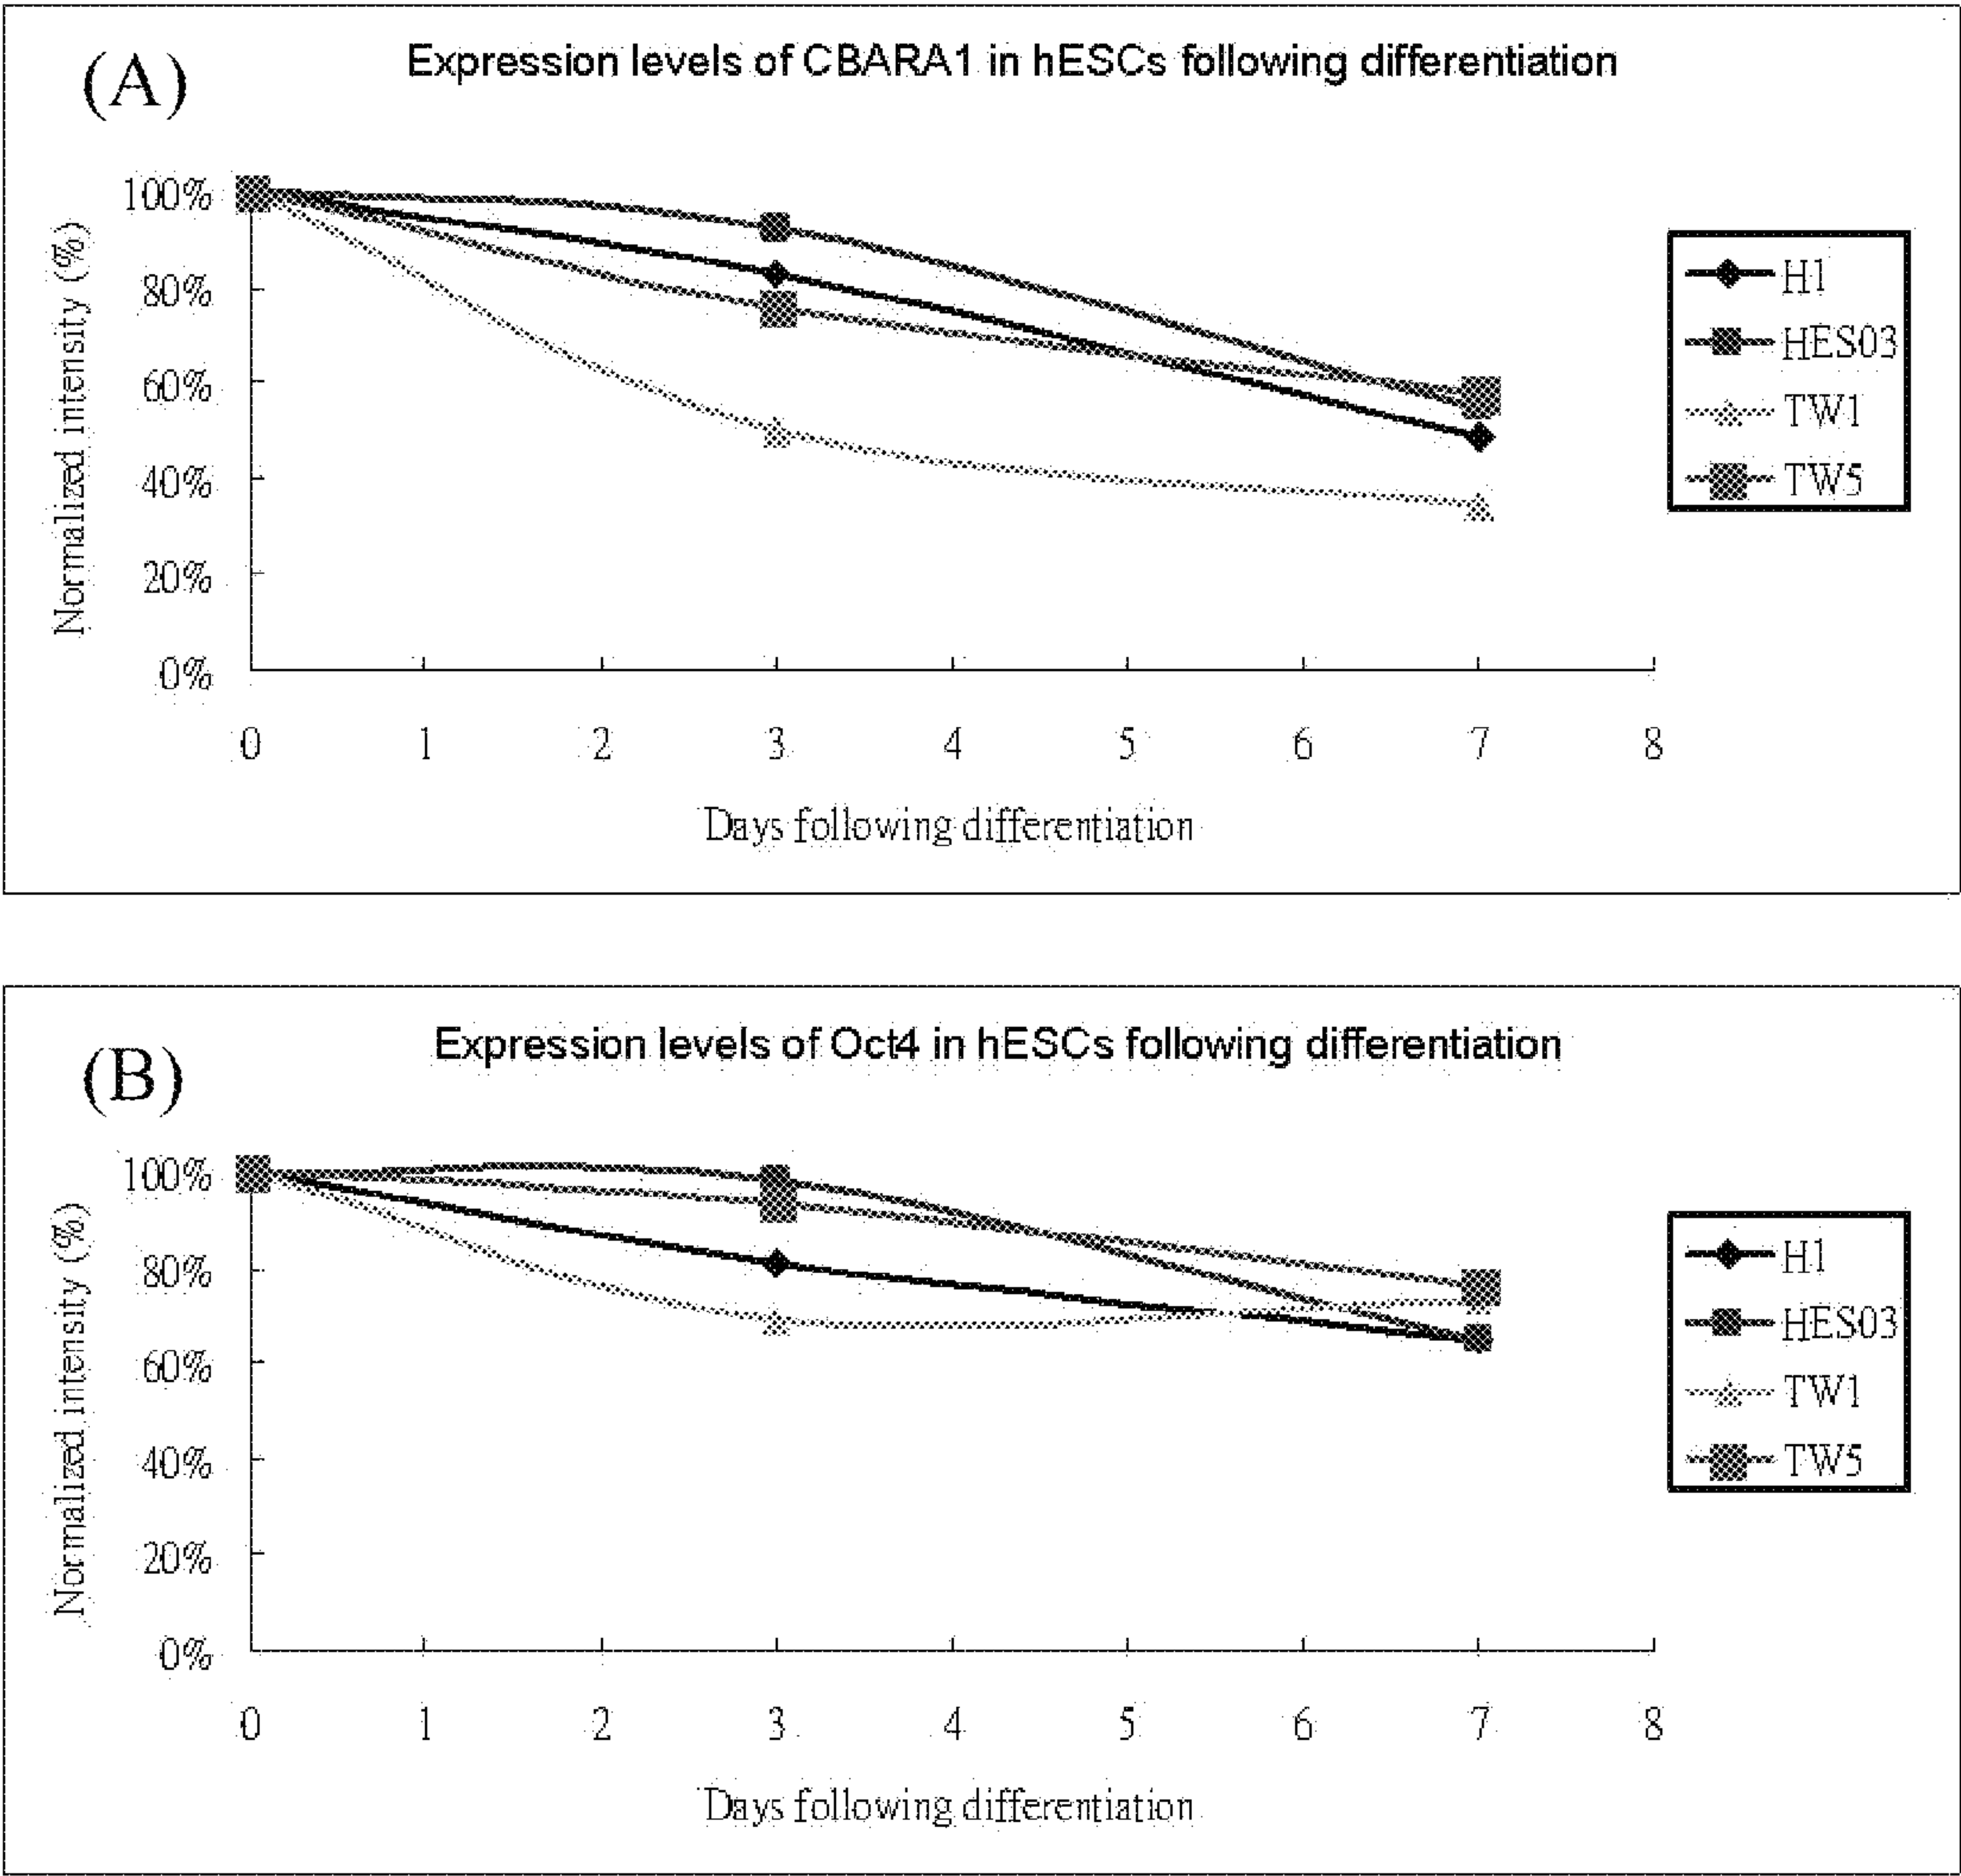 (A)
Expression levels of CBARA1 in hESCs following differentiation
Normalized intensity (%)
100%
80%
60%
40%
20%
0%
0 1 2 3 4 5 6 7 8
Days following differentiation
H1
HES03
TW1
TW5
(B)
Expression levels of Oct4 in hESCs following differentiation
Normalized intensity (%)
100%
80%
60%
40%
20%
0%
0 1 2 3 4 5 6 7 8
Days following differentiation
H1
HES03
TW1
TW5